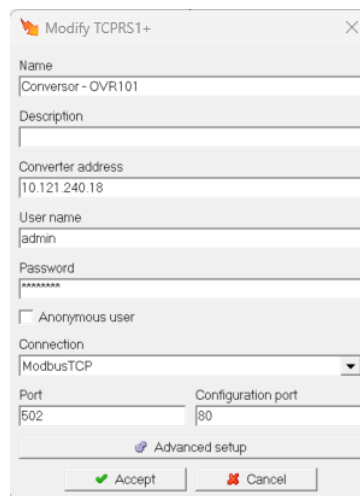 Modify TCPRS1+
Name
Conversor - OVR101
Description
Converter address
10.121.240.18
User name
admin
Password
********
Anonymous user
Connection
ModbusTCP
Port Configuration port
502 80
Advanced setup
Accept Cancel